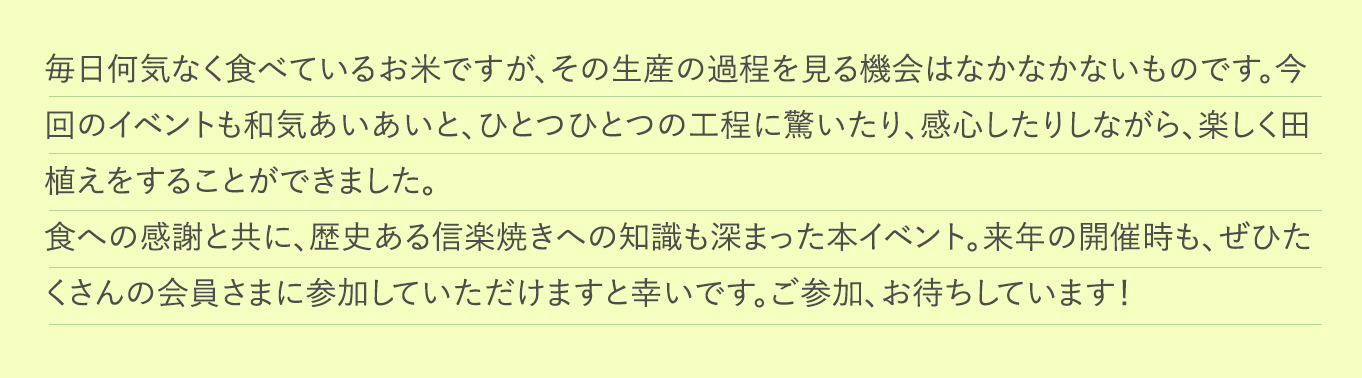 毎日何気なく食べているお米ですが、その生産の過程を見る機会はなかなかないものです。今
回のイベントも和気あいあいと、ひとつひとつの工程に驚いたり、感心したりしながら、楽しく田
植えをすることができました。
食への感謝と共に、歴史ある信楽焼きへの知識も深まった本イベント。来年の開催時も、ぜひた
くさんの会員さまに参加していただけますと幸いです。ご参加、お待ちしています！